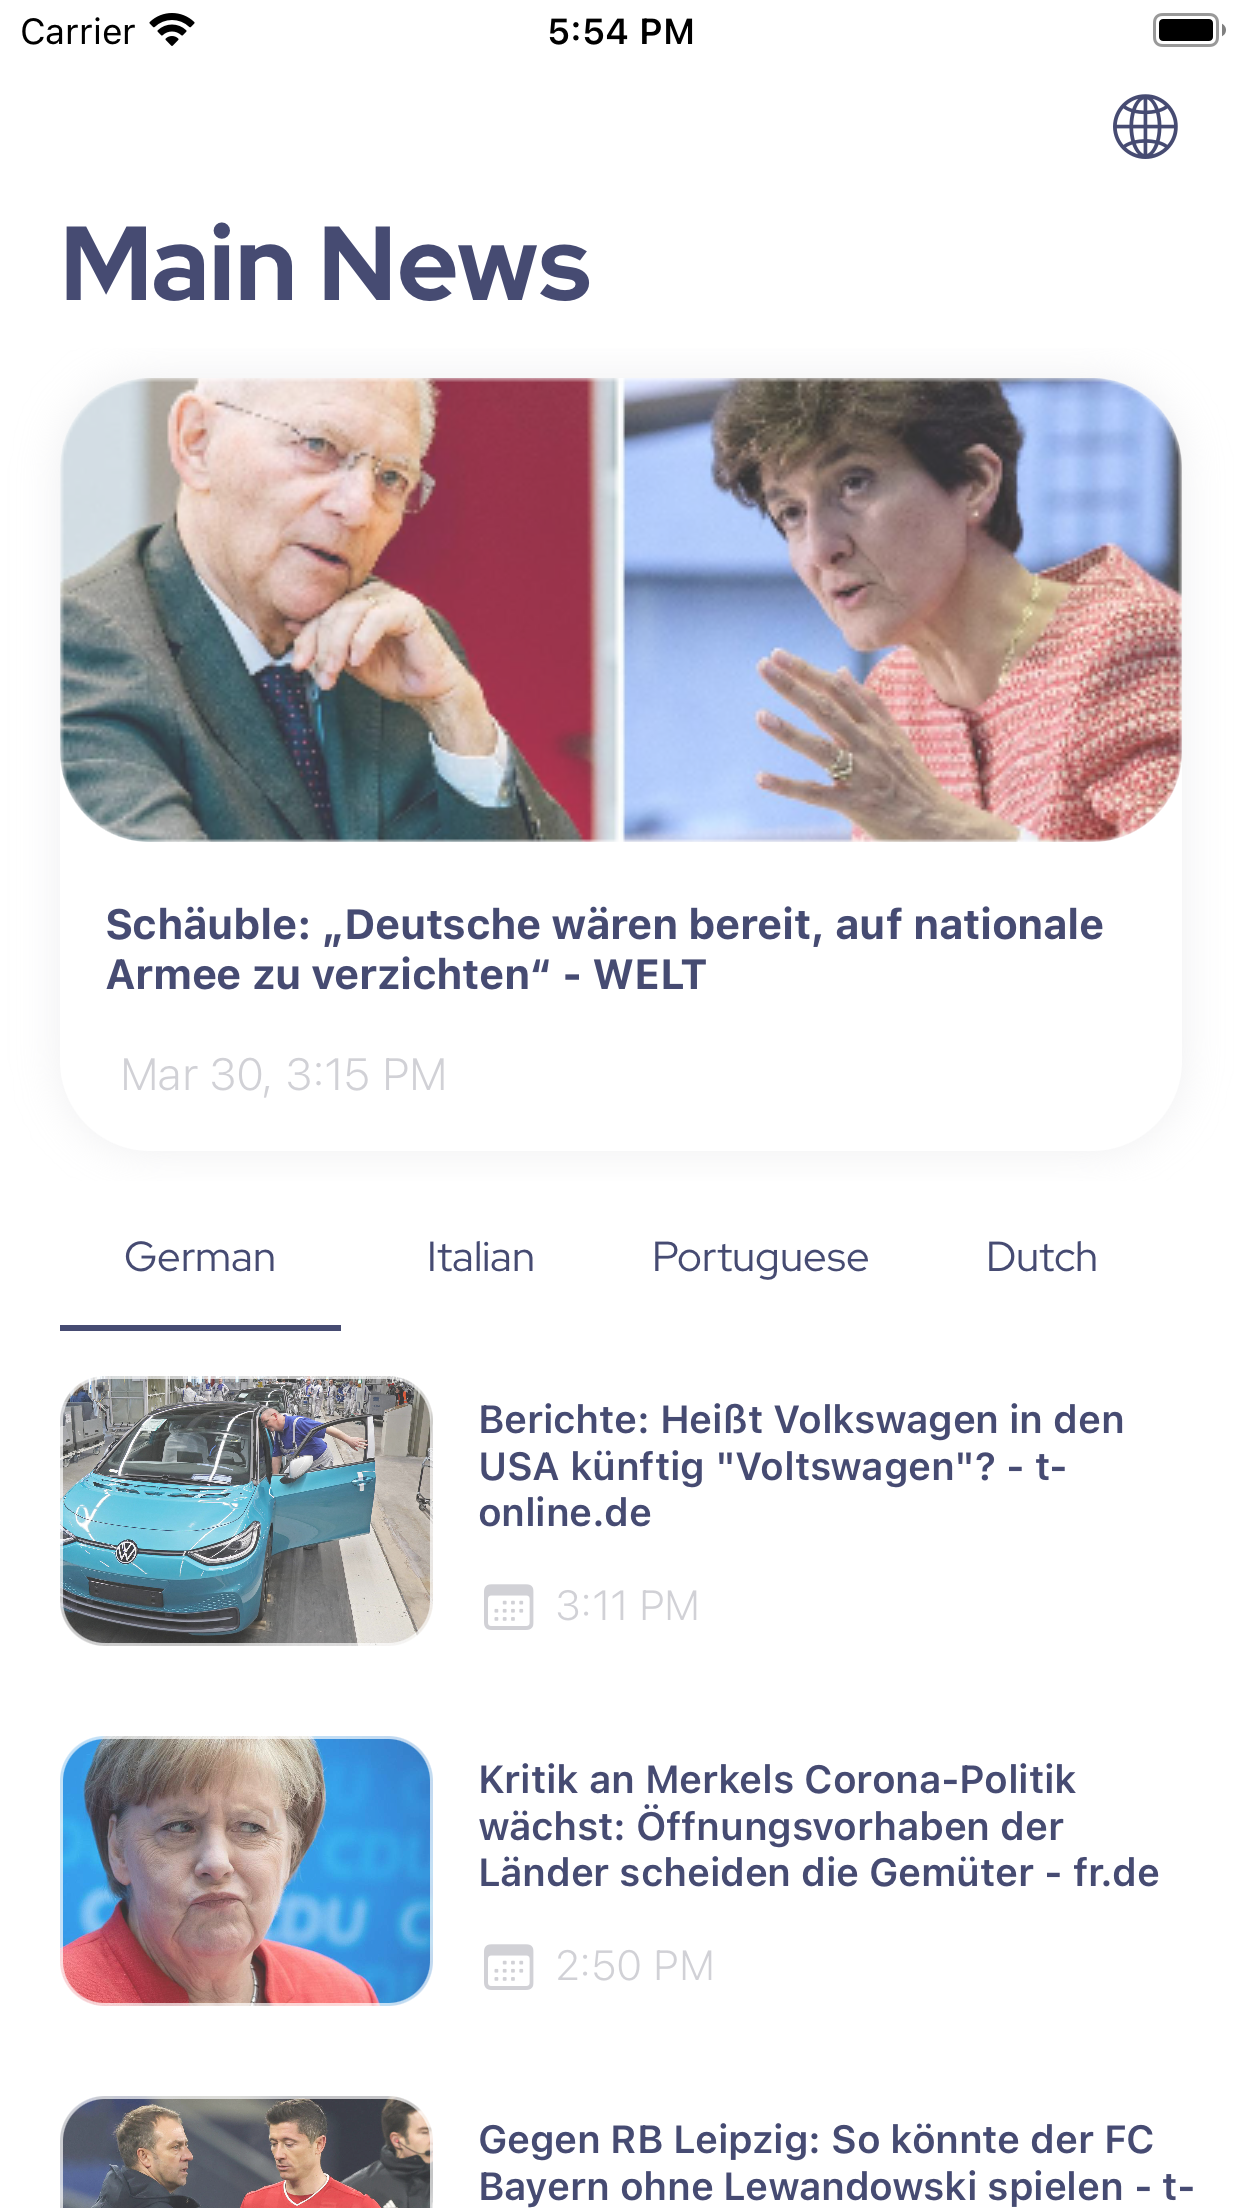 Carrier
5:54 PM
Main News
Schäuble: „Deutsche wären bereit, auf nationale
Armee zu verzichten“ - WELT
Mar 30, 3:15 PM
German
Italian
Portuguese
Dutch
Berichte: Heißt Volkswagen in den
USA künftig "Voltswagen"? - t-
online.de
3:11 PM
CDU
CDU
Kritik an Merkels Corona-Politik
wächst: Öffnungsvorhaben der
Länder scheiden die Gemüter - fr.de
2:50 PM
Gegen RB Leipzig: So könnte der FC
Bayern ohne Lewandowski spielen - t-